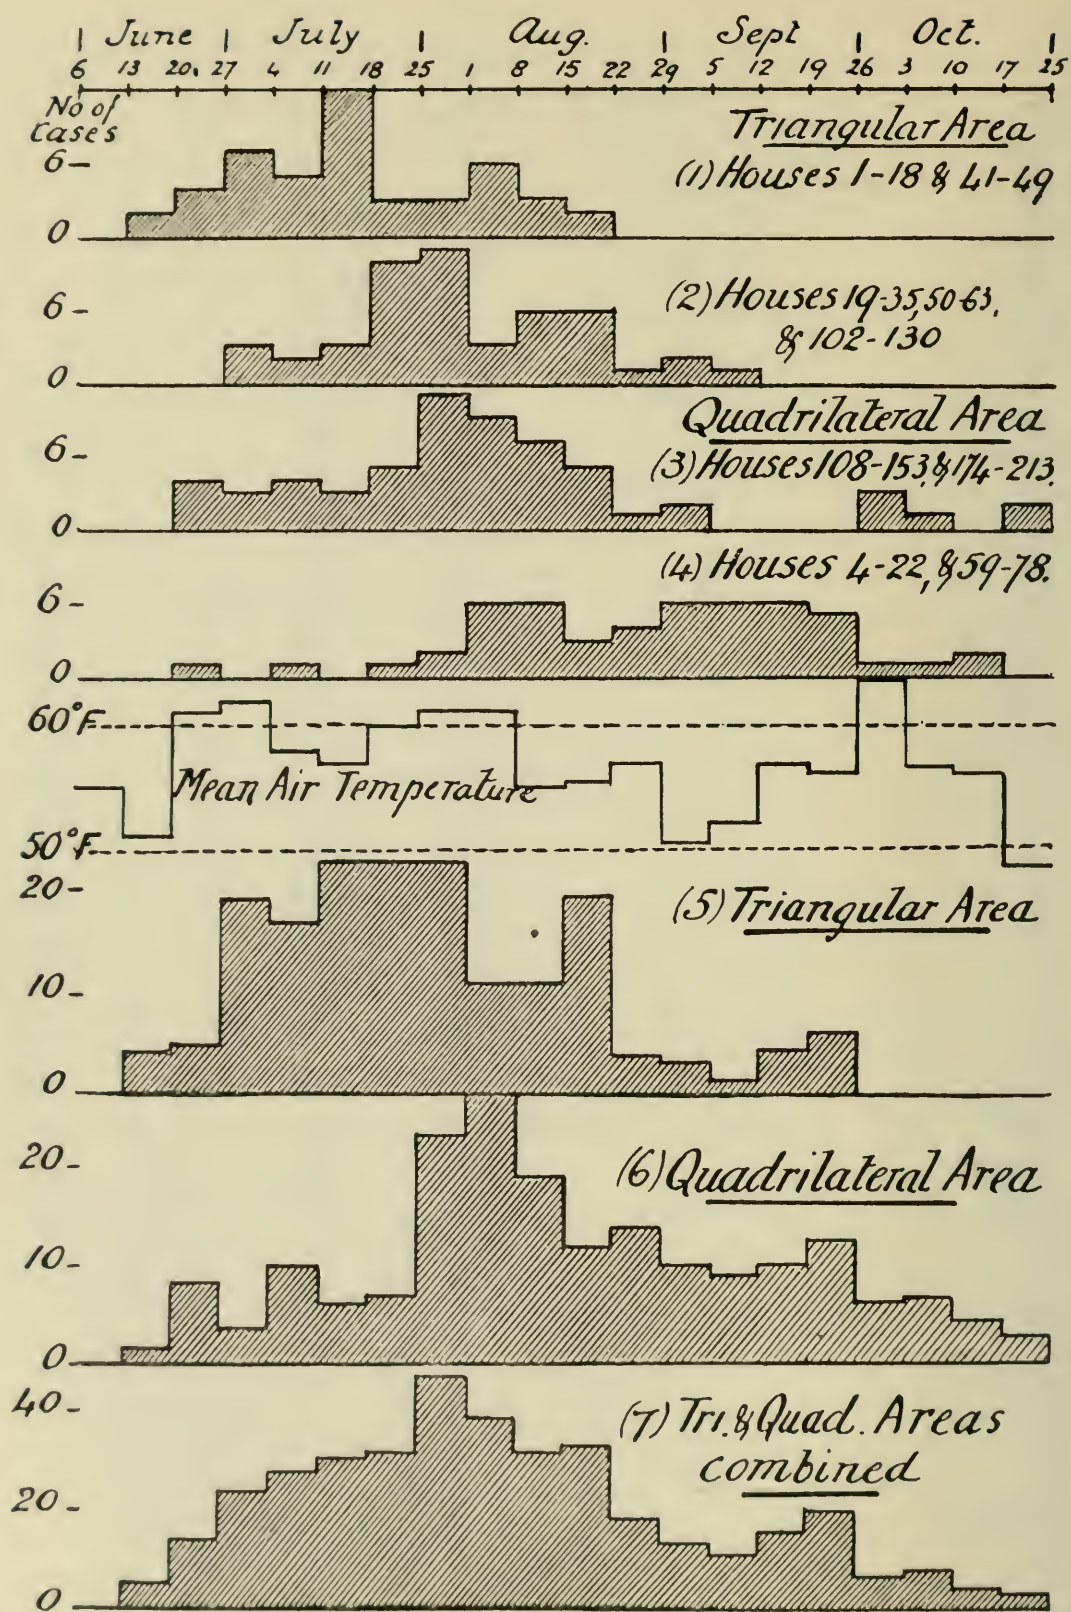 | June | July | Aug. | Sept | Oct. |
6 13 20. 27 4 11 18 25 1 8 15 22 29 5 12 19 26 3 10 17 25
No of
Cases
6
0
Triangular Area
(1) Houses 1-18 & 41-49
6
0
(2) Houses 19-35, 50-63,
& 102-130
Quadrilateral Area
6
0
(3) Houses 108-153, & 174-213.
(4) Houses 4-22, & 59-78.
6
0
60°F
Mean Air Temperature
50°F
20
10
0
(5) Triangular Area
20
10
0
(6) Quadrilateral Area
40
20
0
(7) Tri. & Quad. Areas
combined